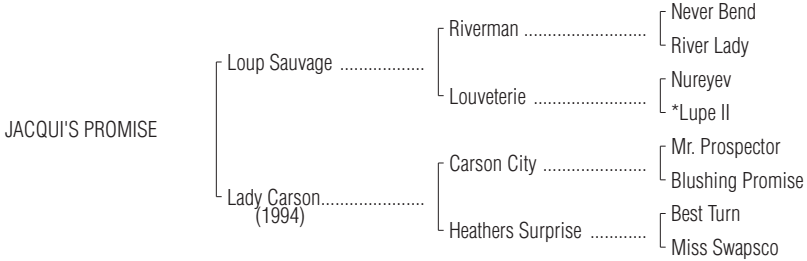 Never Bend
Riverman ........................
River Lady
Loup Sauvage .................
Nureyev
Louveterie ......................
*Lupe II
JACQUI'S PROMISE
Mr. Prospector
Carson City .....................
Blushing Promise
Lady Carson.....................
(1994)
Best Turn
Heathers Surprise ............
Miss Swapsco